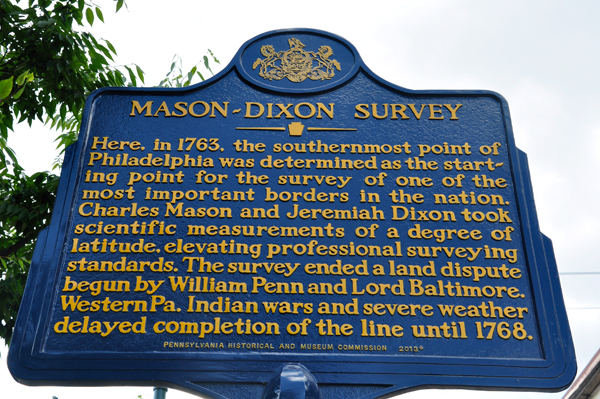 MASON-DIXON SURVEY
Here, in 1763, the southernmost point of
Philadelphia was determined as the start-
ing point for the survey of one of the
most important borders in the nation.
Charles Mason and Jeremiah Dixon took
scientific measurements of a degree of
latitude, elevating professional surveying
standards. The survey ended a land dispute
begun by William Penn and Lord Baltimore.
Western Pa. Indian wars and severe weather
delayed completion of the line until 1768.
PENNSYLVANIA HISTORICAL AND MUSEUM COMMISSION 2013